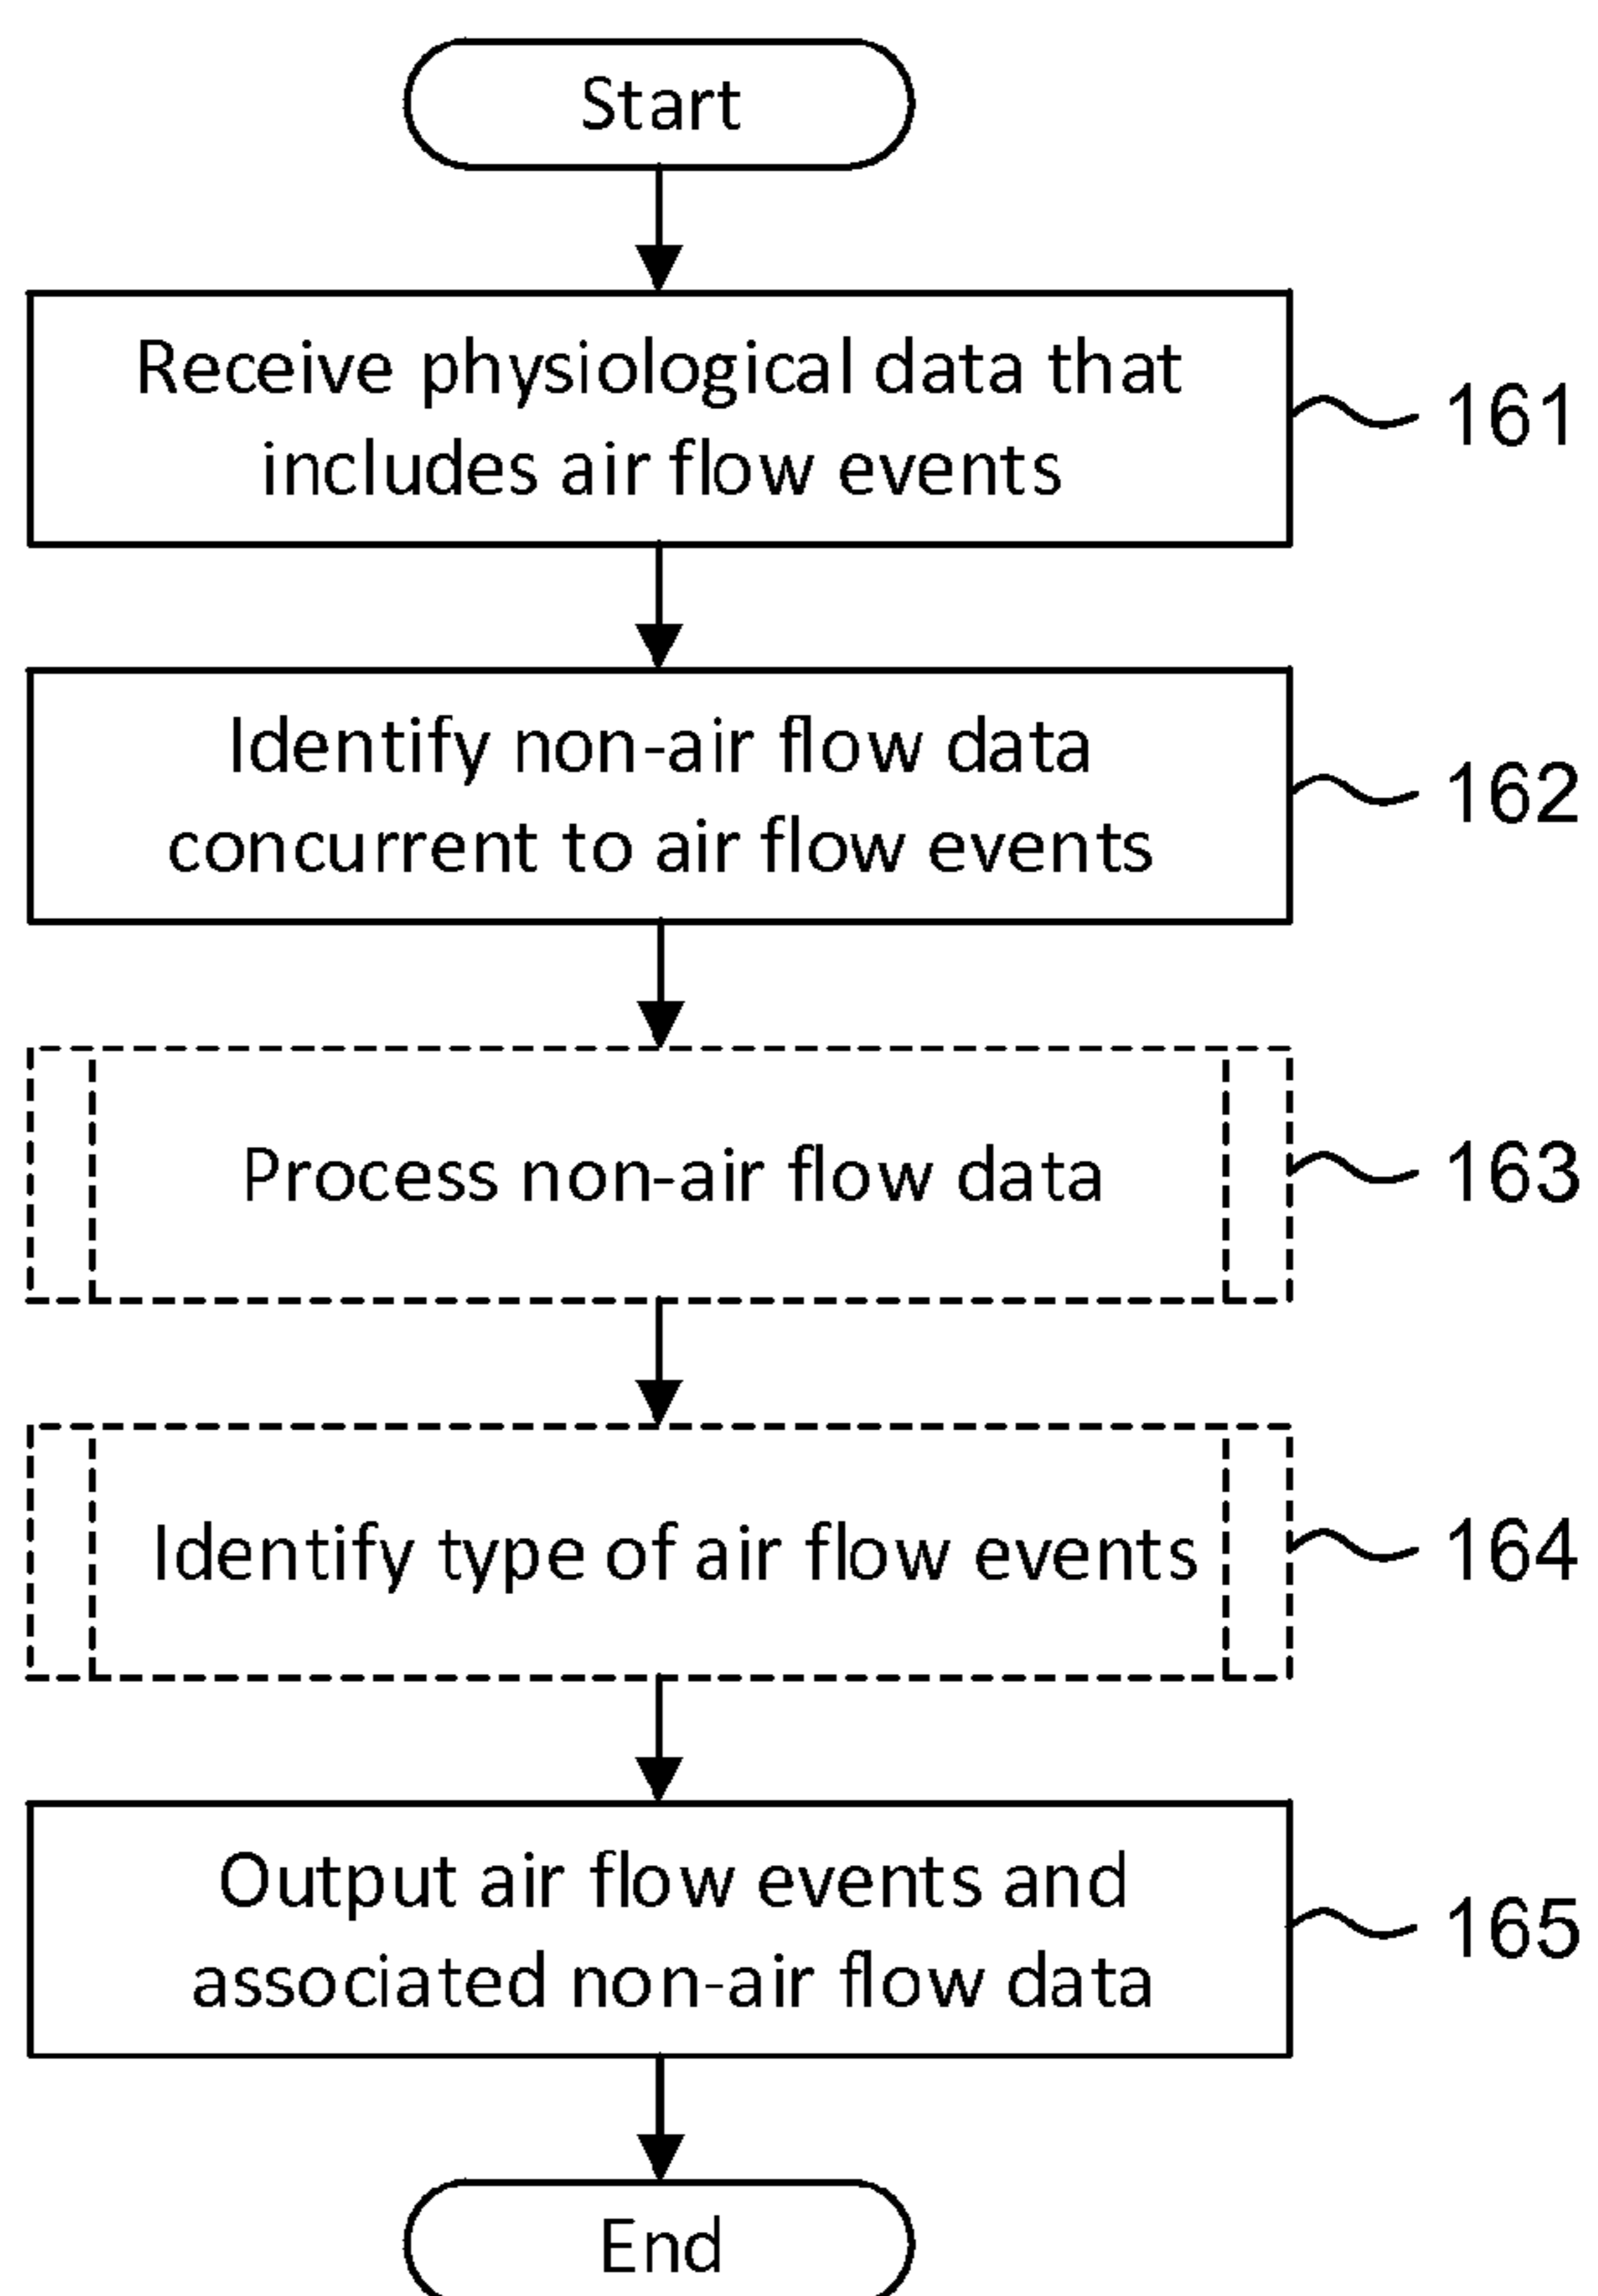 Start
Receive physiological data that
includes air flow events
161
Identify non-air flow data
concurrent to air flow events
162
Process non-air flow data
163
Identify type of air flow events
164
Output air flow events and
associated non-air flow data
165
End